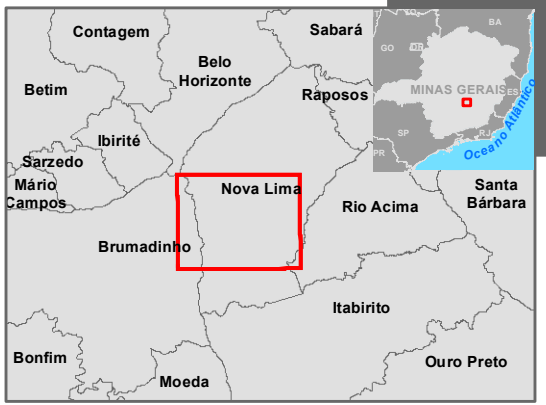 Contagem
Sabará
Belo
Horizonte
Betim
Raposos
Ibirité
Sarzedo
Mário
Campos
Nova Lima
Santa
Bárbara
Rio Acima
Brumadinho
Itabirito
Bonfim
Moeda
Ouro Preto
BA
GO
DF
MINAS GERAIS
ES
SP
RJ
PR
Oceano Atlântico